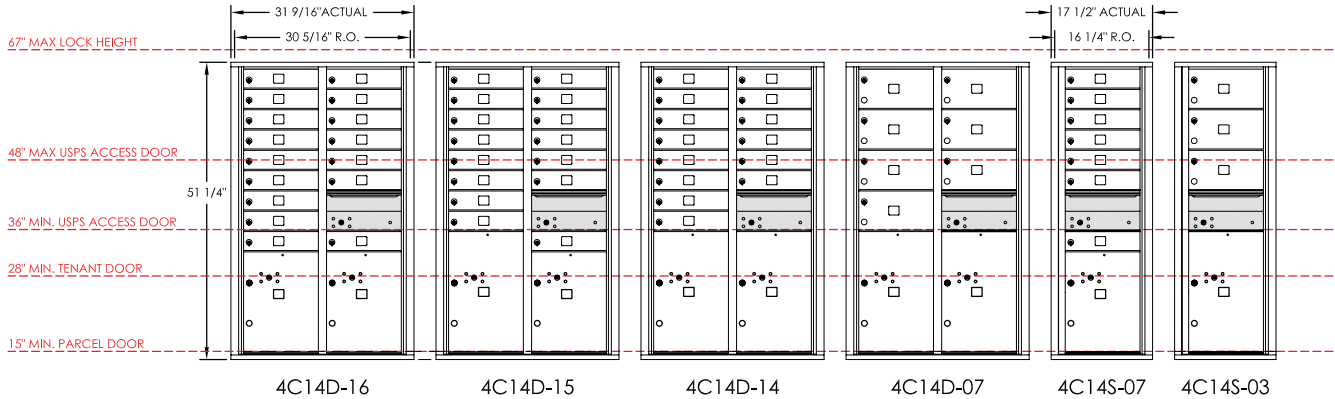 31 9/16"ACTUAL
30 5/16" R.O.
17 1/2" ACTUAL
16 1/4" R.O.
67" MAX LOCK HEIGHT
48" MAX USPS ACCESS DOOR
51 1/4"
36" MIN. USPS ACCESS DOOR
28" MIN. TENANT DOOR
15" MIN. PARCEL DOOR
4C14D-16
4C14D-15
4C14D-14
4C14D-07
4C14S-07
4C14S-03